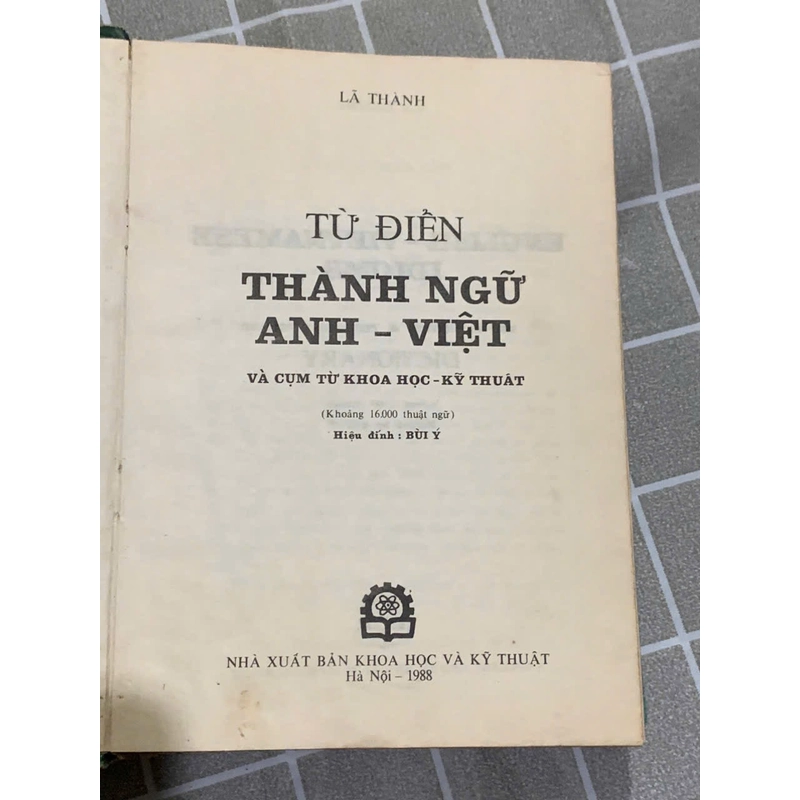 LÃ THÀNH
TỪ ĐIỂN
THÀNH NGỮ
ANH - VIỆT
VÀ CỤM TỪ KHOA HỌC - KỸ THUẬT
(Khoảng 16.000 thuật ngữ)
Hiệu đính : BÙI Ý
NHÀ XUẤT BẢN KHOA HỌC VÀ KỸ THUẬT
Hà Nội - 1988